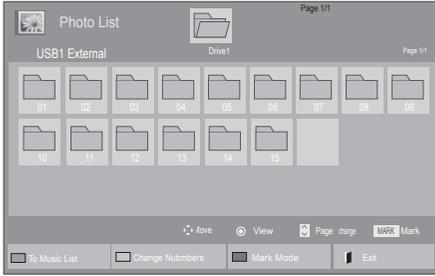 Photo List
Page 1/1
USB1 External
Drive1
Page 1/1
01 02 03 04 05 06 07 08 09
10 11 12 13 14 15
Move View Page change MARK Mark
To Music List Change Nubmbers Mark Mode Exit